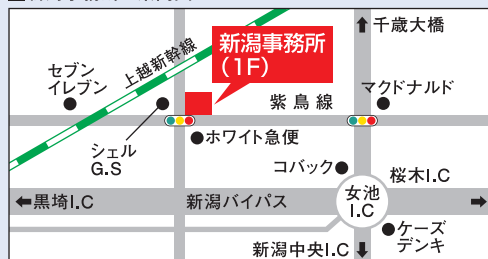 千歳大橋
新潟事務所
(1F)
上越新幹線
セブン
イレブン
マクドナルド
紫鳥線
シェル
G.S
ホワイト急便
コバック
桜木I.C
黒埼I.C
新潟バイパス
女池
I.C
ケーズ
デンキ
新潟中央I.C